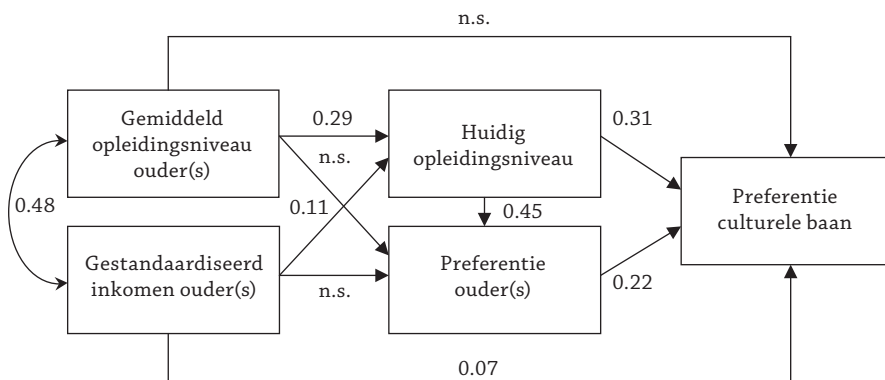 n.s.
Gemiddeld
opleidingsniveau
ouder(s)
0.29
n.s.
Huidig
opleidingsniveau
0.31
Preferentie
culturele baan
0.48
0.11
0.45
Gestandaardiseerd
inkomen ouder(s)
n.s.
Preferentie
ouder(s)
0.22
0.07